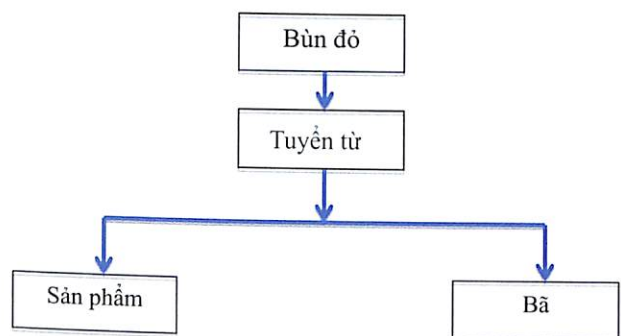 Bùn đỏ
Tuyển từ
Sản phẩm
Bã